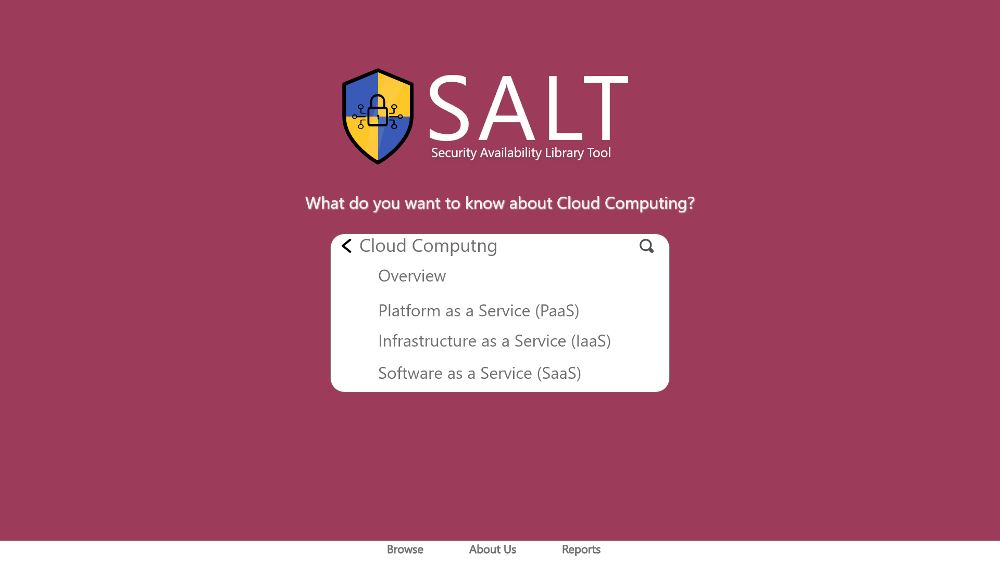 SALT
Security Availability Library Tool
What do you want to know about Cloud Computing?
Cloud Computng
Overview
Platform as a Service (PaaS)
Infrastructure as a Service (IaaS)
Software as a Service (SaaS)
Browse About Us Reports